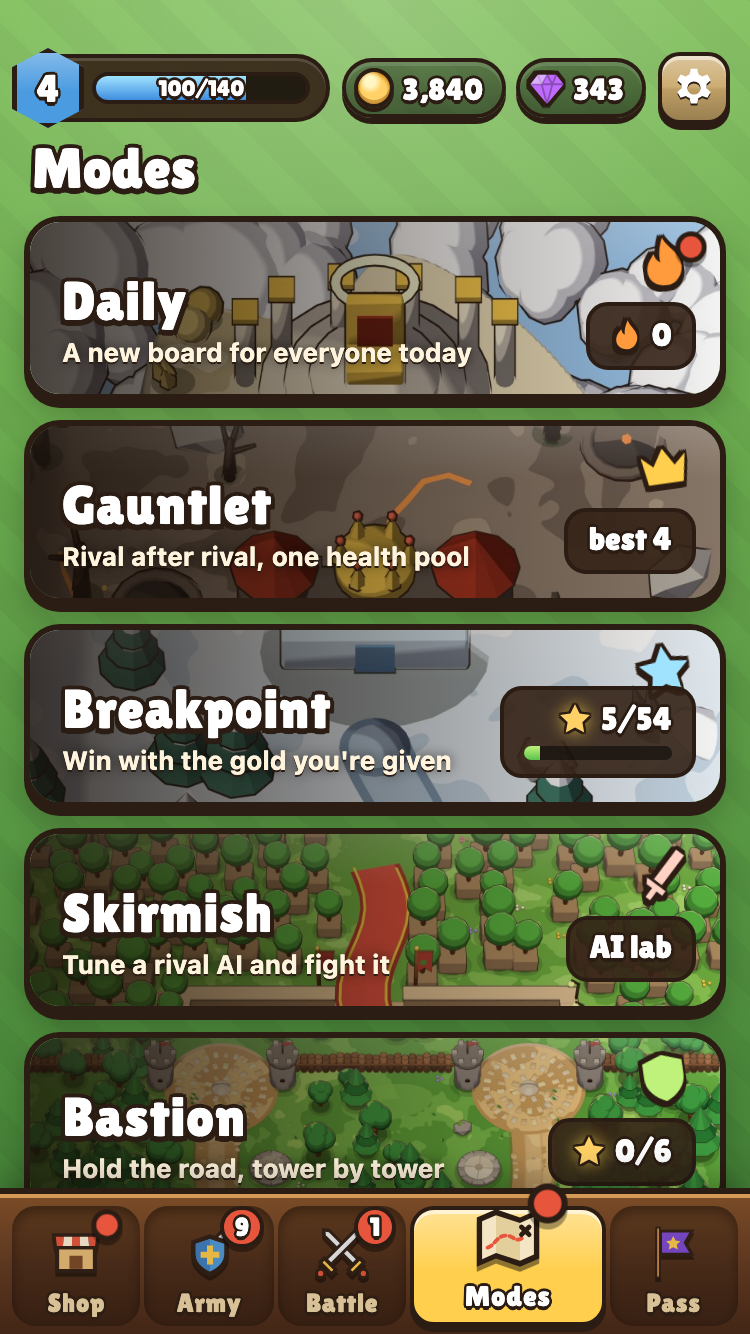 4
100/140
3,840
343
Modes
Daily
A new board for everyone today
0
Gauntlet
Rival after rival, one health pool
best 4
Breakpoint
Win with the gold you're given
5/54
Skirmish
Tune a rival AI and fight it
AI lab
Bastion
Hold the road, tower by tower
0/6
9
1
Shop
Army
Battle
Modes
Pass